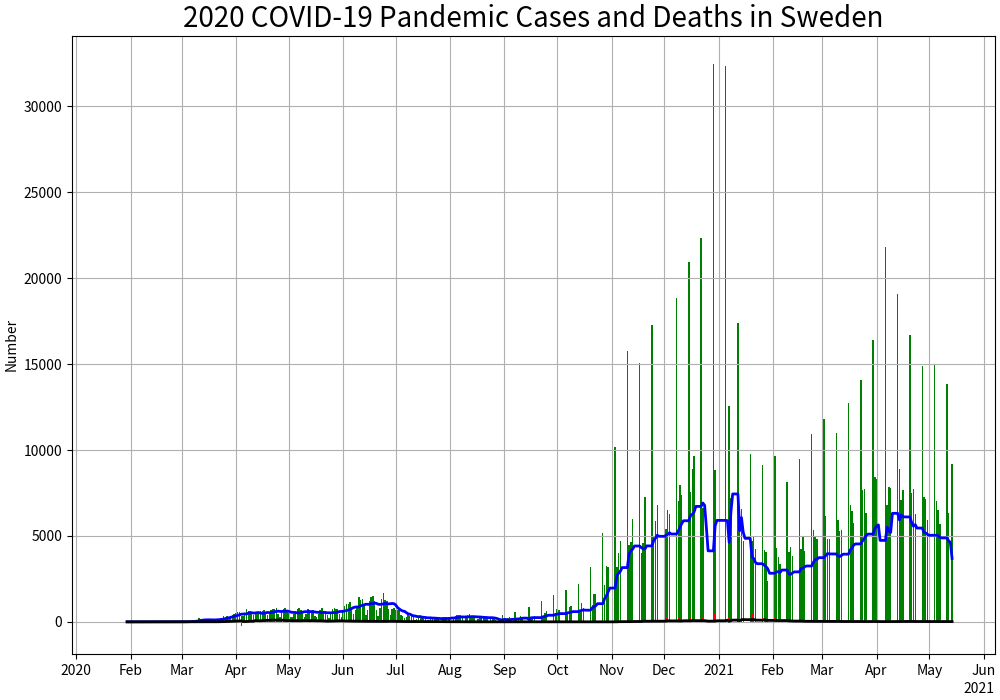 2020 COVID-19 Pandemic Cases and Deaths in Sweden
Number
30000
25000
20000
15000
10000
5000
0
2020 Feb Mar Apr May Jun Jul Aug Sep Oct Nov Dec 2021 Feb Mar Apr May Jun
2021